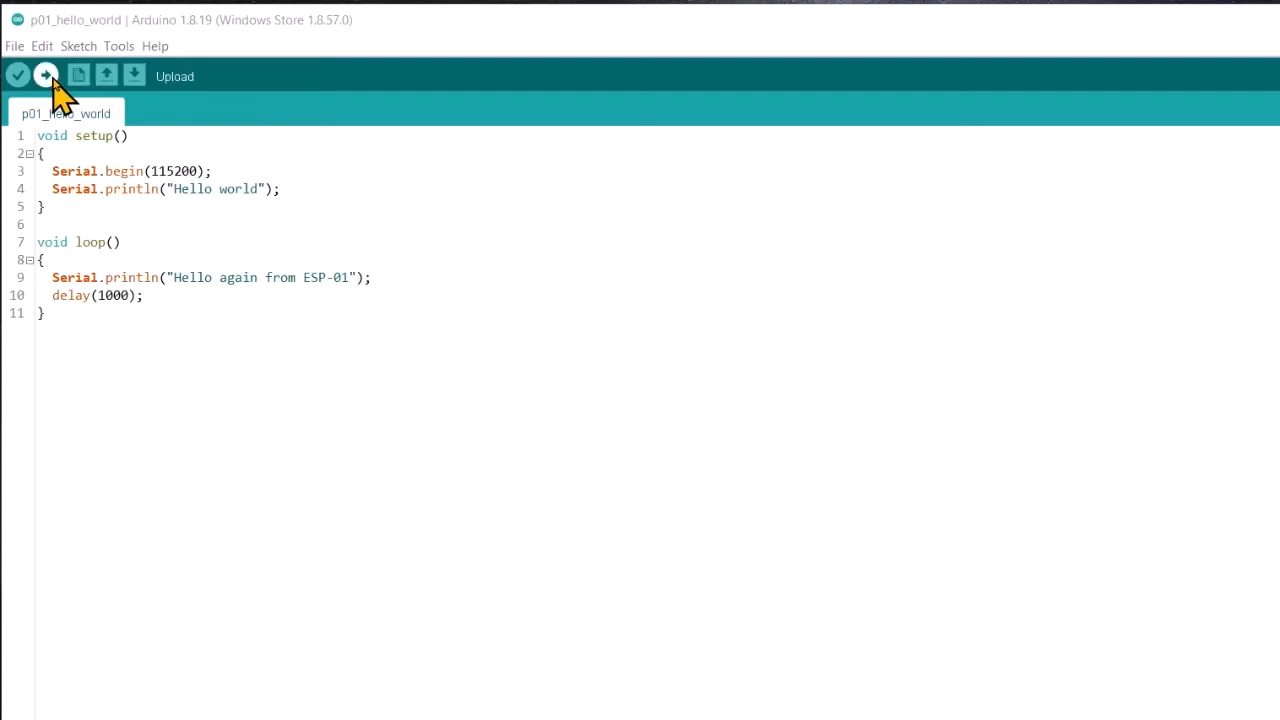 p01_hello_world | Arduino 1.8.19 (Windows Store 1.8.57.0)
File Edit Sketch Tools Help
Upload
p01_hello_world
1 void setup()
2 {
3   Serial.begin(115200);
4   Serial.println("Hello world");
5 }
6
7 void loop()
8 {
9   Serial.println("Hello again from ESP-01");
10   delay(1000);
11 }